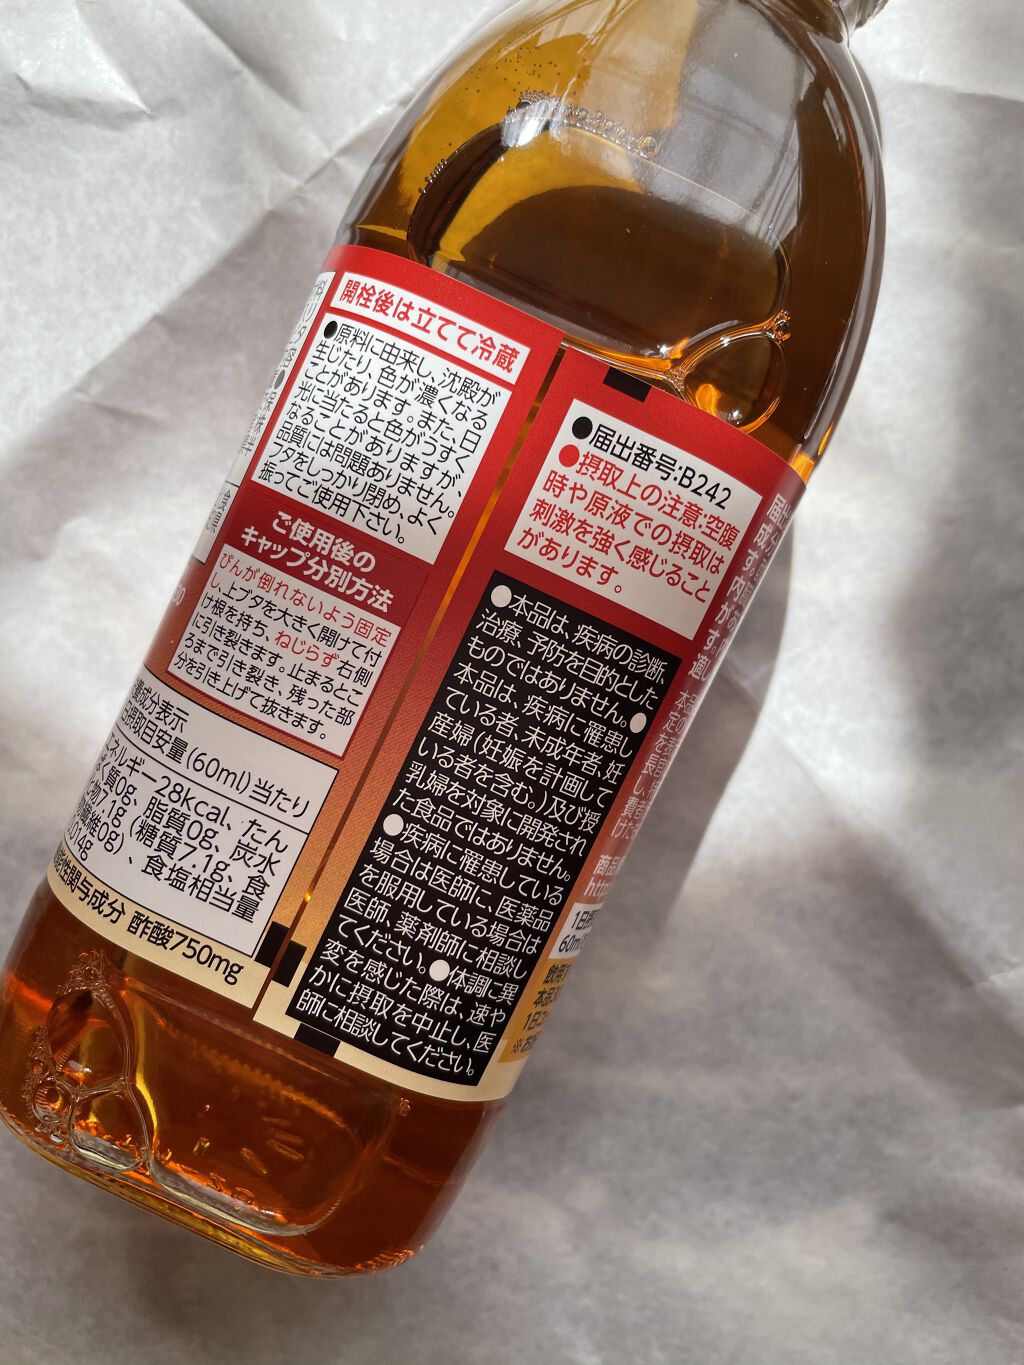 開栓後は立てて冷蔵
●原料に由来し、沈殿が
生じたり、色が濃くなる
ことがあります。また、日
光に当たると色がうすく
なることがありますが、
品質には問題ありません。
フタをしっかり閉め、よく
振ってご使用下さい。
ご使用後の
キャップ分別方法
びんが倒れないよう固定
し、上ブタを大きく開けて付
け根を持ち、ねじらず右側
に引き裂きます。止まるとこ
ろまで引き裂き、残った部
分を引き上げて抜きます。
養成分表示
摂取目安量(60ml)当たり
ネルギー28kcal、たん
く質0g、脂質0g、炭水
物7.1g(糖質7.1g、食
繊維0g)、食塩相当量
014g
性関与成分 酢酸750mg
●届出番号:B242
●摂取上の注意:空腹
時や原液での摂取は
刺激を強く感じること
があります。
●本品は、疾病の診断、
治療、予防を目的とした
ものではありません。●
本品は、疾病に罹患し
ている者、未成年者、妊
産婦(妊娠を計画して
いる者を含む。)及び授
乳婦を対象に開発され
た食品ではありません。
●疾病に罹患している
場合は医師に、医薬品
を服用している場合は
医師、薬剤師に相談し
てください。●体調に異
変を感じた際は、速や
かに摂取を中止し、医
師に相談してください。
商品
1日
60ml
飲用
本品
1日